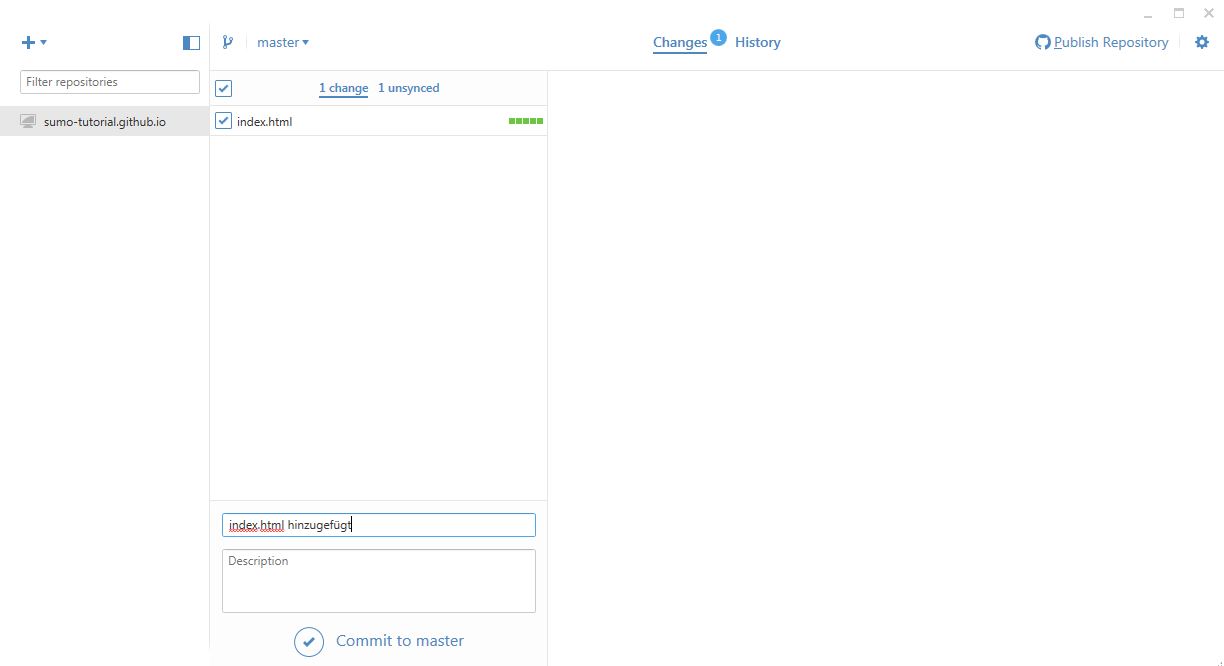 master
Changes 1 History
Publish Repository
Filter repositories
1 change 1 unsynced
sumo-tutorial.github.io
index.html
index.html hinzugefügt
Description
Commit to master